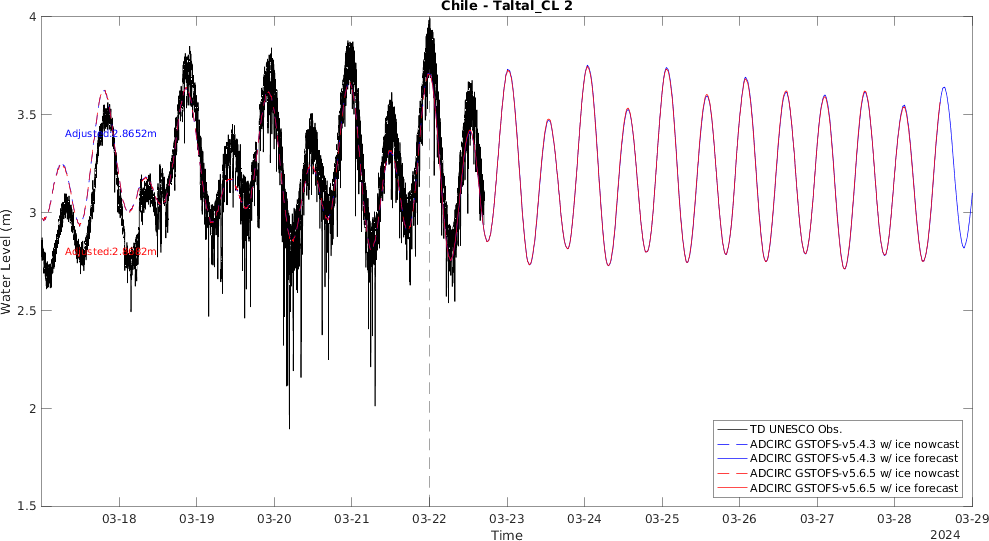 Chile - Taltal_CL 2
Water Level (m)
4
3.5
3
2.5
2
1.5
Adjusted:2.8652m
03-18
03-19
03-20
03-21
03-22
03-23
03-24
03-25
03-26
03-27
03-28
03-29
Time
2024
TD UNESCO Obs.
ADCIRC GSTOFS-v5.4.3 w/ ice nowcast
ADCIRC GSTOFS-v5.4.3 w/ ice forecast
ADCIRC GSTOFS-v5.6.5 w/ ice nowcast
ADCIRC GSTOFS-v5.6.5 w/ ice forecast